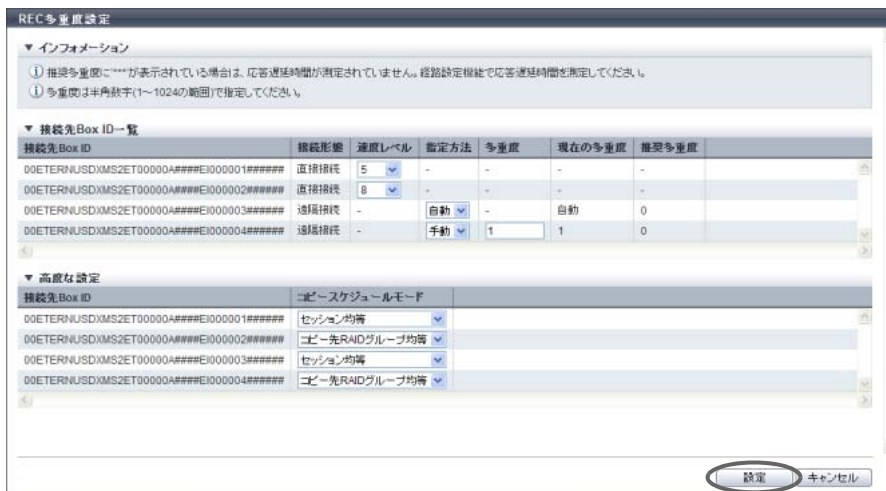 REC多重度設定
▼ インフォメーション
推奨多重度に"***"が表示されている場合は、応答遅延時間が測定されていません。経路設定機能で応答遅延時間を測定してください。
多重度は半角数字(1～1024の範囲)で指定してください。
▼ 接続先Box ID一覧
接続先Box ID 接続形態 速度レベル 指定方法 多重度 現在の多重度 推奨多重度
00ETERNUSDXMS2ET00000A####EI000001###### 直接接続 5 - - - -
00ETERNUSDXMS2ET00000A####EI000002###### 直接接続 8 - - - -
00ETERNUSDXMS2ET00000A####EI000003###### 遠隔接続 - 自動 - 自動 0
00ETERNUSDXMS2ET00000A####EI000004###### 遠隔接続 - 手動 1 1 0
▼ 高度な設定
接続先Box ID コピースケジュールモード
00ETERNUSDXMS2ET00000A####EI000001###### セッション均等
00ETERNUSDXMS2ET00000A####EI000002###### コピー先RAIDグループ均等
00ETERNUSDXMS2ET00000A####EI000003###### セッション均等
00ETERNUSDXMS2ET00000A####EI000004###### コピー先RAIDグループ均等
設定 キャンセル